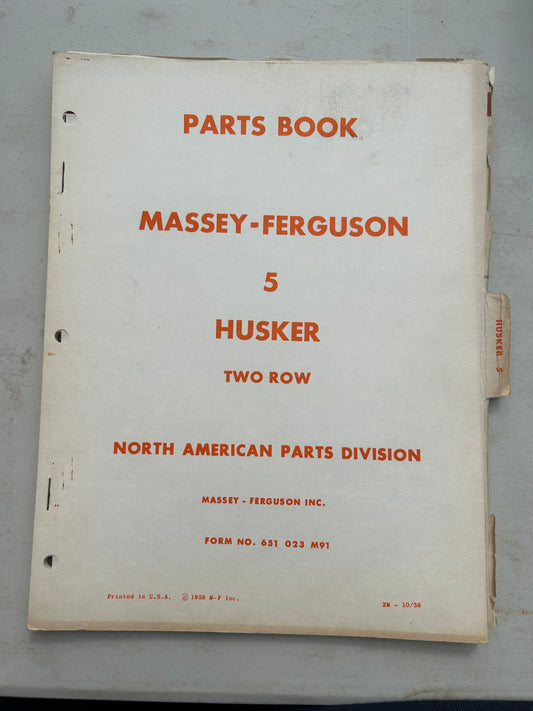 PARTS BOOK
MASSEY-FERGUSON
5
HUSKER
TWO ROW
NORTH AMERICAN PARTS DIVISION
MASSEY - FERGUSON INC.
FORM NO. 651 023 M91
Printed in U.S.A. © 1958 M-F Inc.
2M - 10/58
HUSKER 5